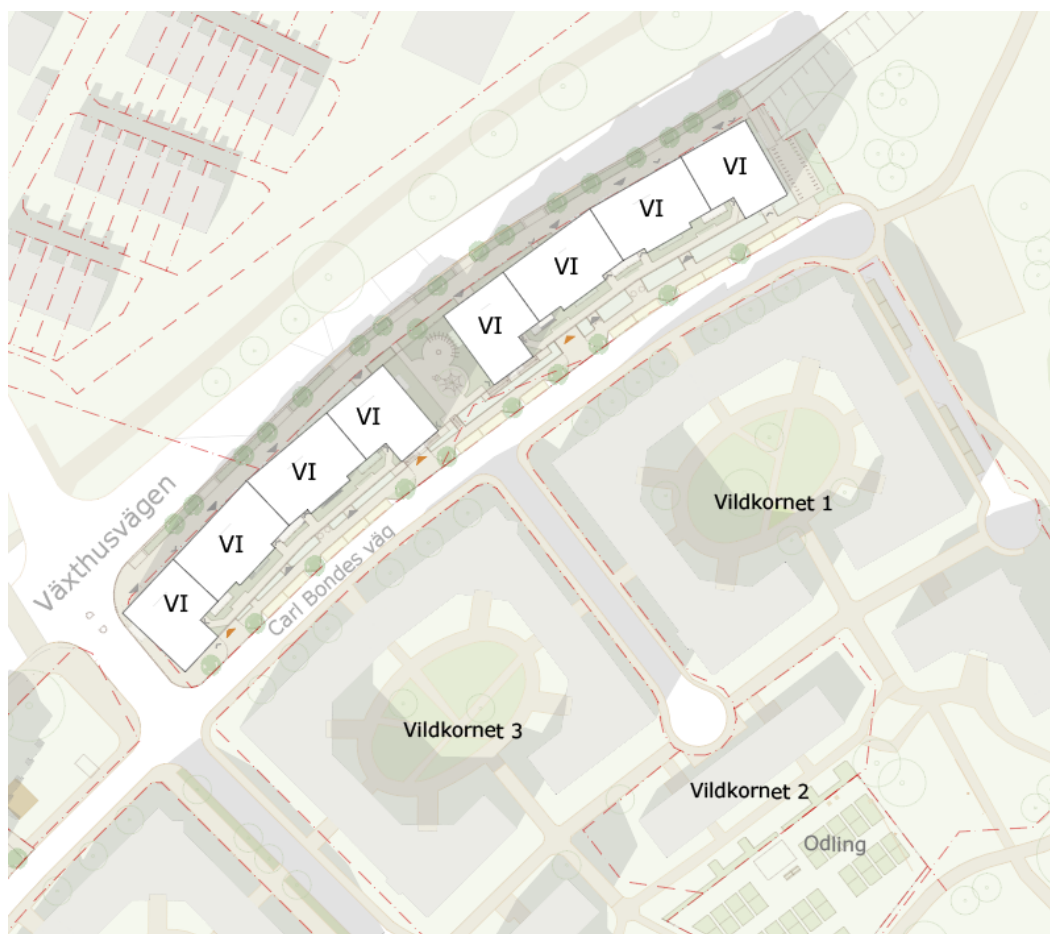 VI
VI
VI
VI
VI
VI
VI
VI
Växthusvägen
Carl Bondes väg
Vildkornet 1
Vildkornet 3
Vildkornet 2
Odling